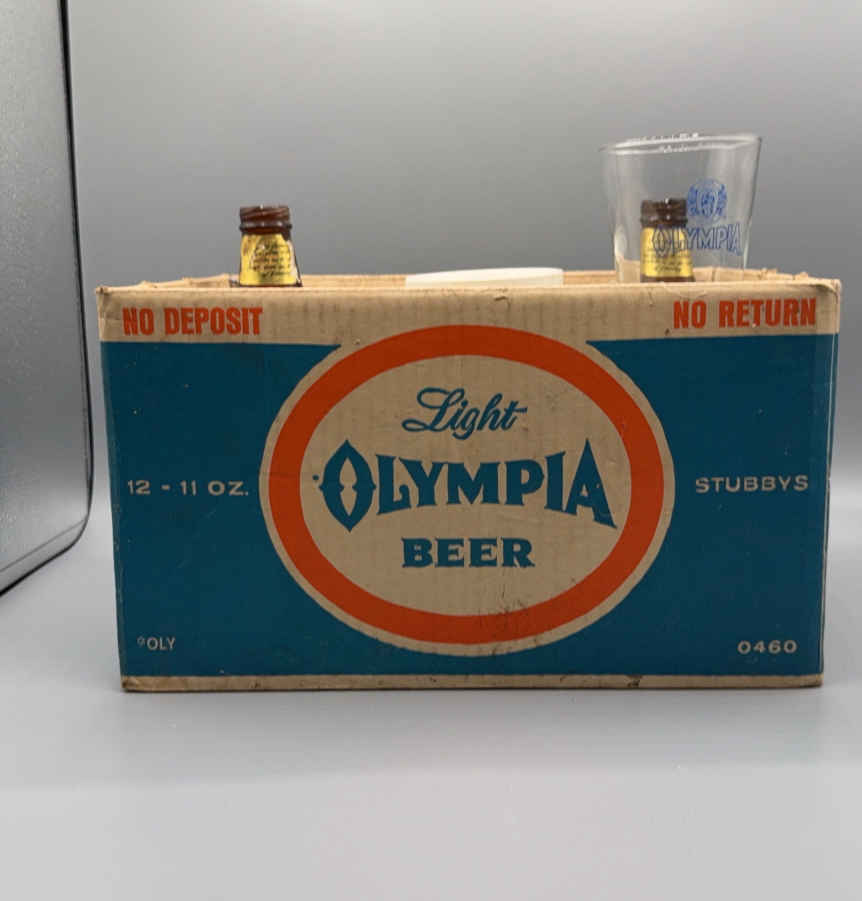 OLYMPIA
NO DEPOSIT
NO RETURN
Light
OLYMPIA
BEER
12 - 11 OZ.
STUBBYS
OLY
0460